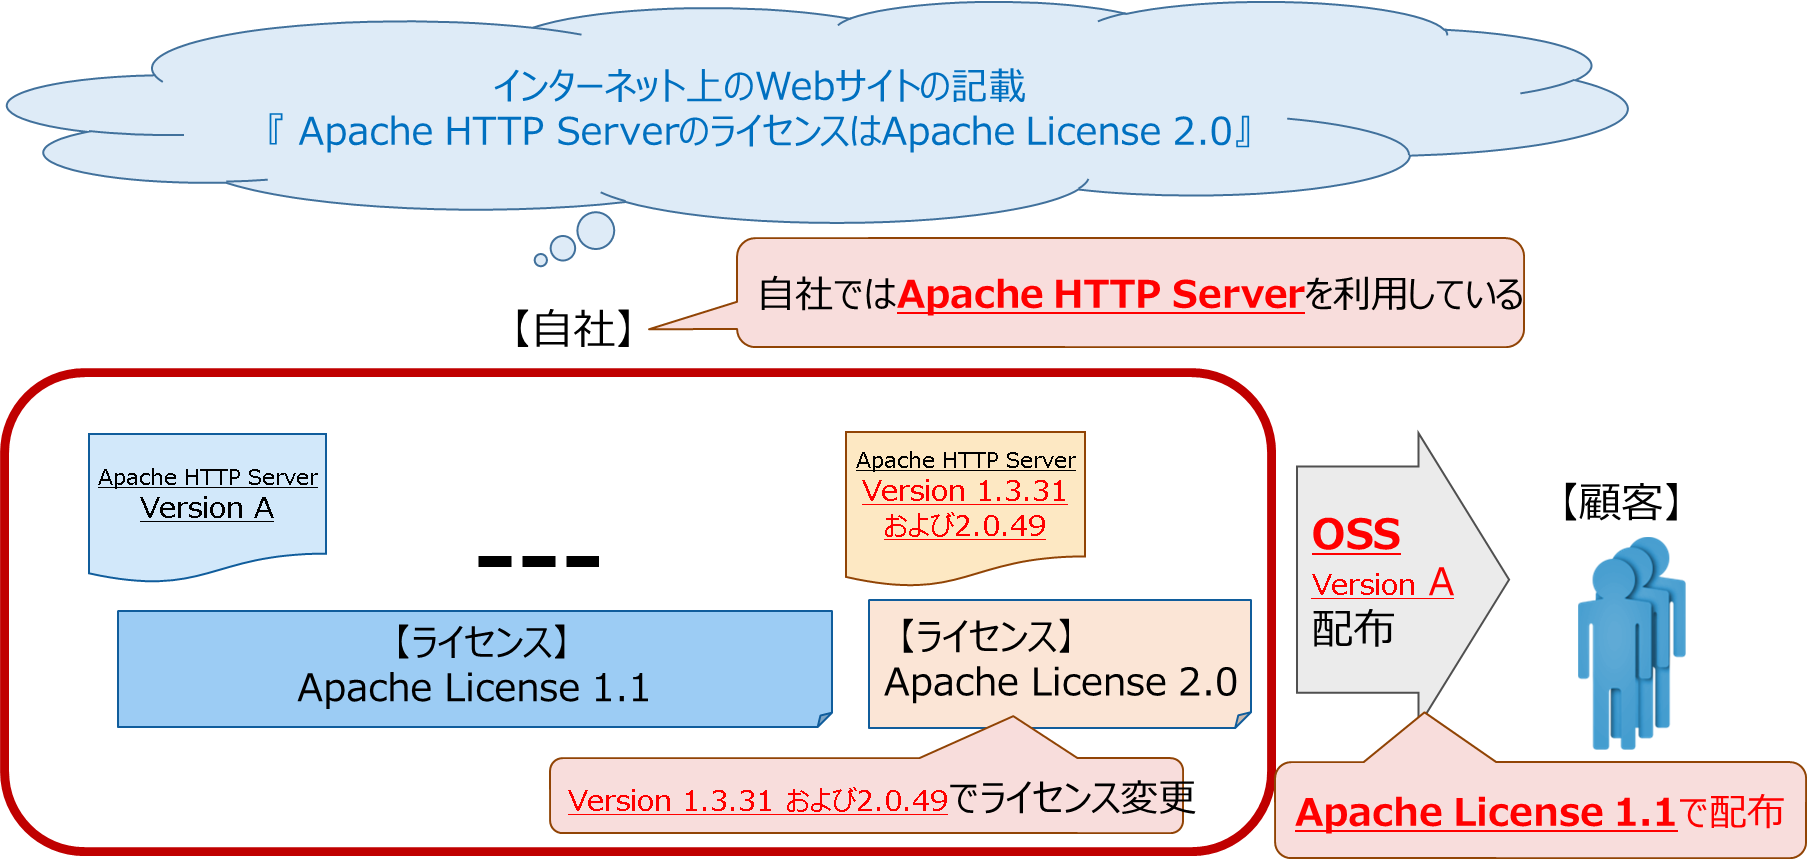 インターネット上のWebサイトの記載
『 Apache HTTP ServerのライセンスはApache License 2.0』
自社ではApache HTTP Serverを利用している
【自社】
Apache HTTP Server
Version A
Apache HTTP Server
Version 1.3.31
および2.0.49
【ライセンス】
Apache License 1.1
【ライセンス】
Apache License 2.0
Version 1.3.31 および2.0.49でライセンス変更
OSS
Version A
配布
【顧客】
Apache License 1.1で配布